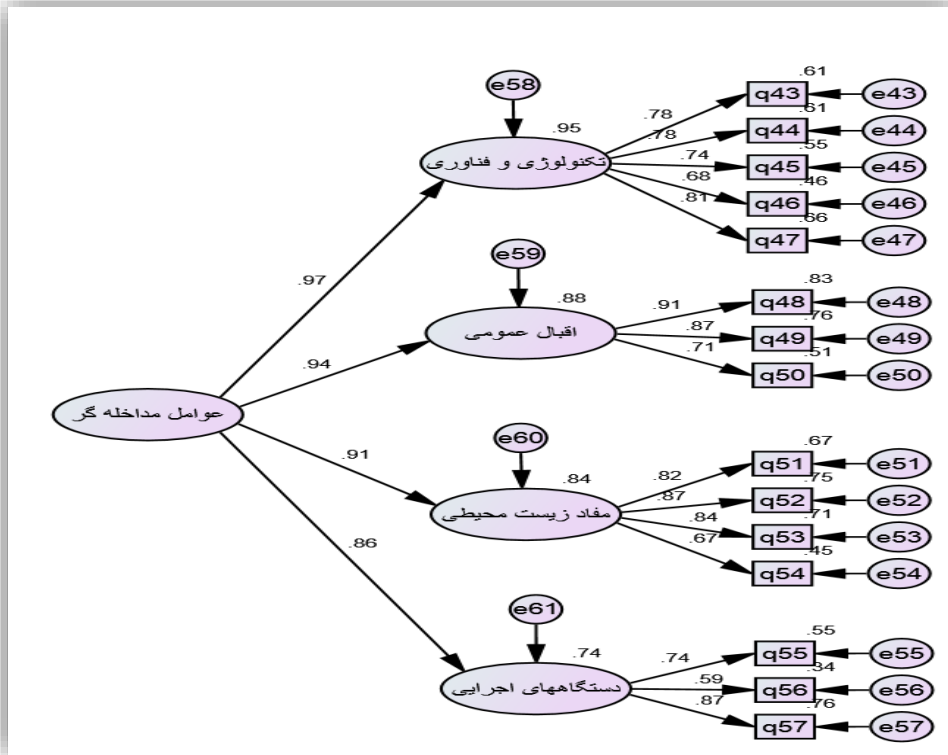 e58
.95
تکنولوژی و فناوری
.78
.78
.74
.68
.81
.61
q43
e43
.61
q44
e44
.55
q45
e45
.46
q46
e46
.66
q47
e47
.97
e59
.88
اقبال عمومی
.91
.87
.71
.83
q48
e48
.76
q49
e49
.51
q50
e50
.94
عوامل مداخله گر
.91
e60
.84
مفاد زیست محیطی
.82
.87
.84
.67
.67
q51
e51
.75
q52
e52
.71
q53
e53
.45
q54
e54
.86
e61
.74
دستگاههای اجرایی
.74
.59
.87
.55
q55
e55
.34
q56
e56
.76
q57
e57